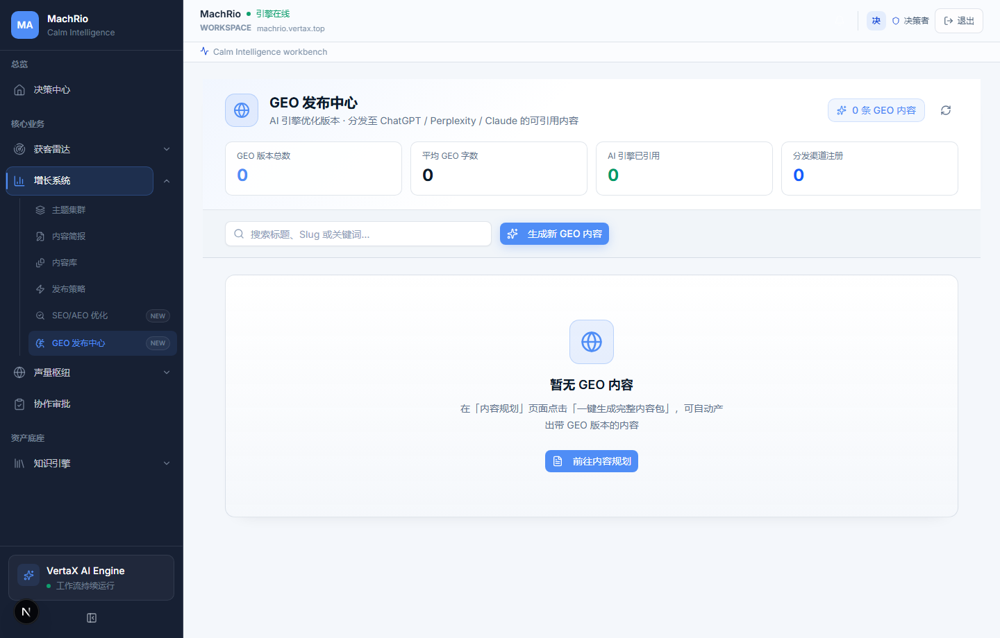 MA
MachRio
Calm Intelligence
总览
决策中心
核心业务
获客雷达
增长系统
主题集群
内容简报
内容库
发布策略
SEO/AEO 优化 NEW
GEO 发布中心 NEW
声量枢纽
协作审批
资产底座
知识引擎
VertaX AI Engine
工作流持续运行
N
MachRio 引擎在线
WORKSPACE machrio.vertax.top
决 决策者 退出
Calm Intelligence workbench
GEO 发布中心
AI 引擎优化版本 · 分发至 ChatGPT / Perplexity / Claude 的可引用内容
0 条 GEO 内容
GEO 版本总数
0
平均 GEO 字数
0
AI 引擎已引用
0
分发渠道注册
0
搜索标题、Slug 或关键词...
生成新 GEO 内容
暂无 GEO 内容
在「内容规划」页面点击「一键生成完整内容包」，可自动产
出带 GEO 版本的内容
前往内容规划